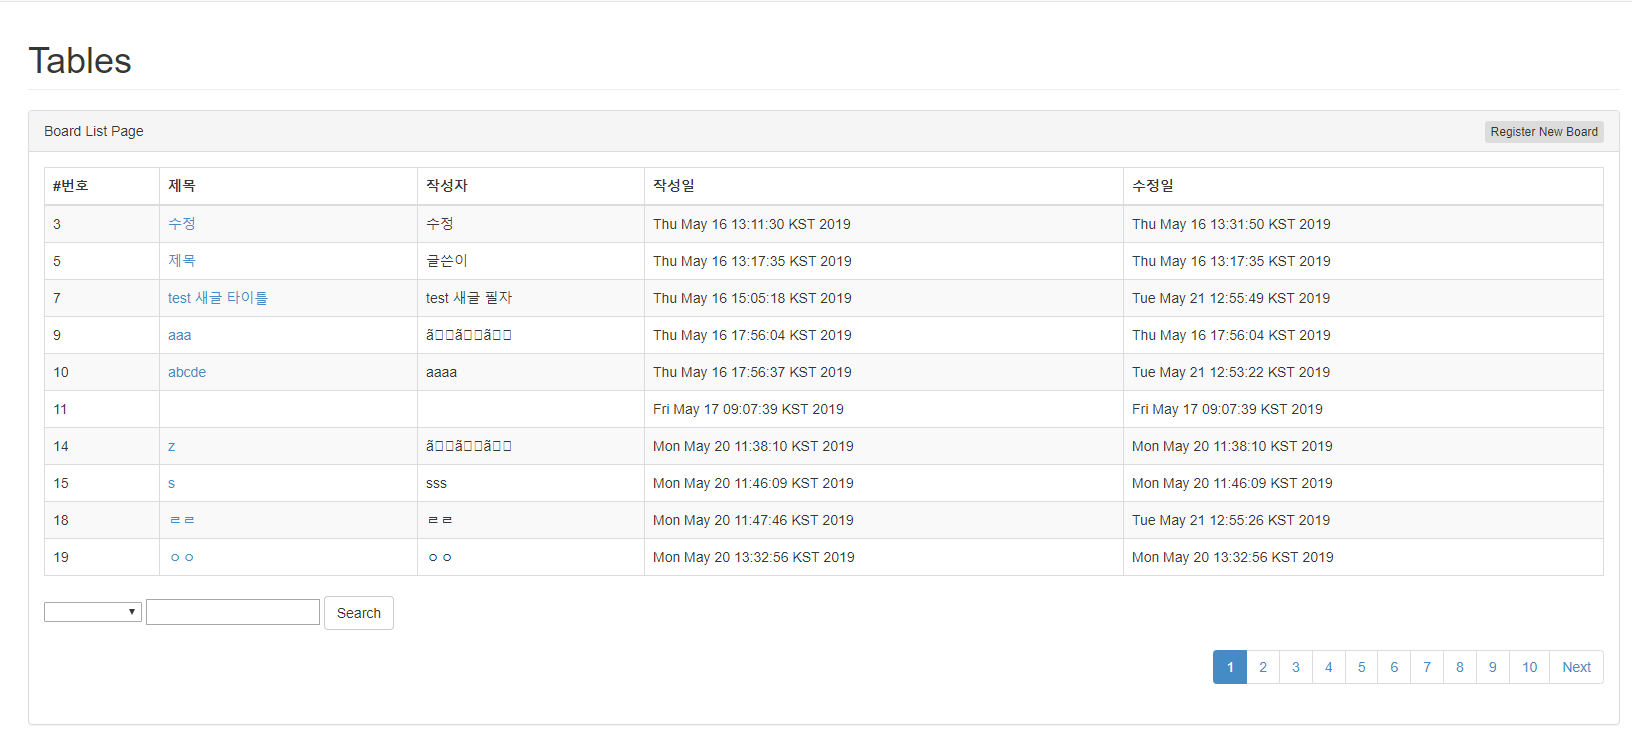 Tables
Board List Page Register New Board
#번호 제목 작성자 작성일 수정일
3 수정 수정 Thu May 16 13:11:30 KST 2019 Thu May 16 13:31:50 KST 2019
5 제목 글쓴이 Thu May 16 13:17:35 KST 2019 Thu May 16 13:17:35 KST 2019
7 test 새글 타이틀 test 새글 필자 Thu May 16 15:05:18 KST 2019 Tue May 21 12:55:49 KST 2019
9 aaa Thu May 16 17:56:04 KST 2019 Thu May 16 17:56:04 KST 2019
10 abcde aaaa Thu May 16 17:56:37 KST 2019 Tue May 21 12:53:22 KST 2019
11 Fri May 17 09:07:39 KST 2019 Fri May 17 09:07:39 KST 2019
14 z Mon May 20 11:38:10 KST 2019 Mon May 20 11:38:10 KST 2019
15 s sss Mon May 20 11:46:09 KST 2019 Mon May 20 11:46:09 KST 2019
18 ㄹㄹ ㄹㄹ Mon May 20 11:47:46 KST 2019 Tue May 21 12:55:26 KST 2019
19 ㅇㅇ ㅇㅇ Mon May 20 13:32:56 KST 2019 Mon May 20 13:32:56 KST 2019
Search
1 2 3 4 5 6 7 8 9 10 Next